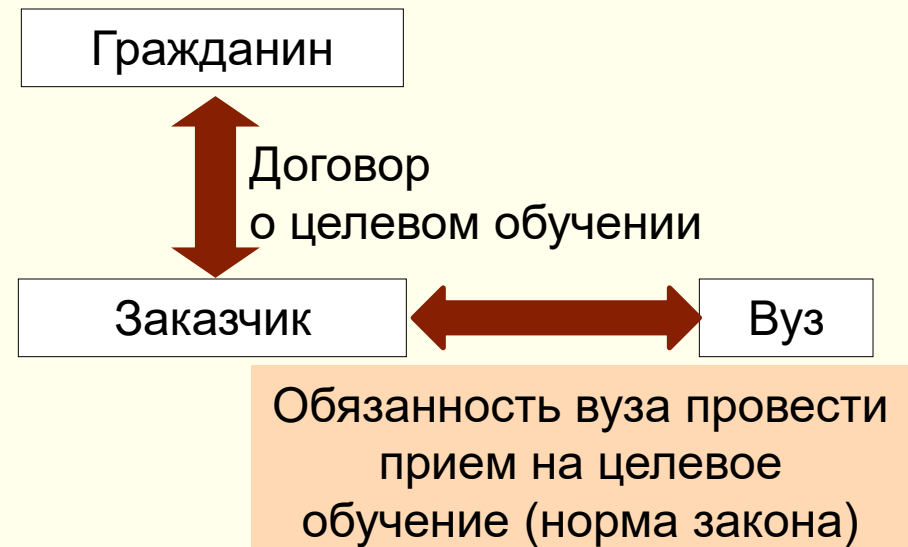 Гражданин
Договор
о целевом обучении
Заказчик
Вуз
Обязанность вуза провести
прием на целевое
обучение (норма закона)